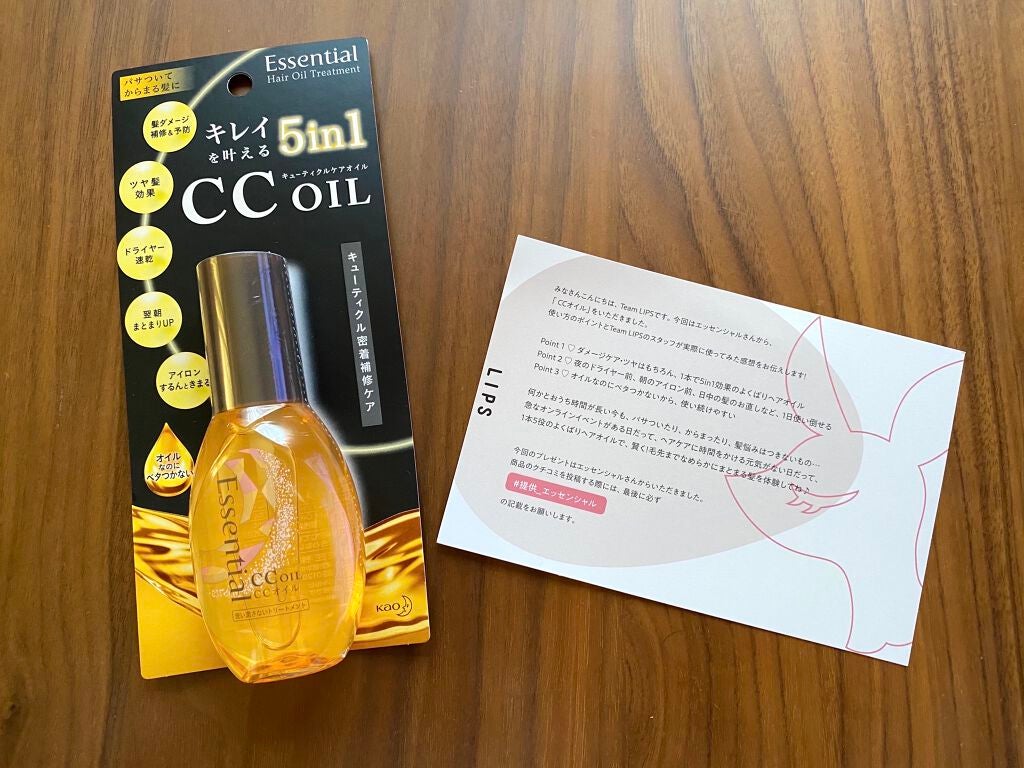 Essential
Hair Oil Treatment
パサついて
からまる髪に
髪ダメージ
補修&予防
キレイ
を叶える
5in1
キューティクルケアオイル
CC OIL
ツヤ髪
効果
ドライヤー
速乾
翌朝
まとまりUP
アイロン
するんときまる
オイル
なのに
ベタつかない
キューティクル密着補修ケア
Essential
CC OIL
CCオイル
洗い流さないトリートメント
Kao
LIPS
みなさんこんにちは、Team LIPSです。今回はエッセンシャルさんから、
「CCオイル」をいただきました。
使い方のポイントとTeam LIPSのスタッフが実際に使ってみた感想をお伝えします!
Point 1 ♡ ダメージケア・ツヤはもちろん、1本で5in1効果のよくばりヘアオイル
Point 2 ♡ 夜のドライヤー前、朝のアイロン前、日中の髪のお直しなど、1日使い倒せる
Point 3 ♡ オイルなのにベタつかないから、使い続けやすい
何かとおうち時間が長い今も、パサついたり、からまったり、髪悩みはつきないもの…
急なオンラインイベントがある日だって、ヘアケアに時間をかける元気がない日だって、
1本5役のよくばりヘアオイルで、賢く!毛先までなめらかにまとまる髪を体験してね♪
今回のプレゼントはエッセンシャルさんからいただきました。
商品のクチコミを投稿する際には、最後に必ず
#提供_エッセンシャル
の記載をお願いします。